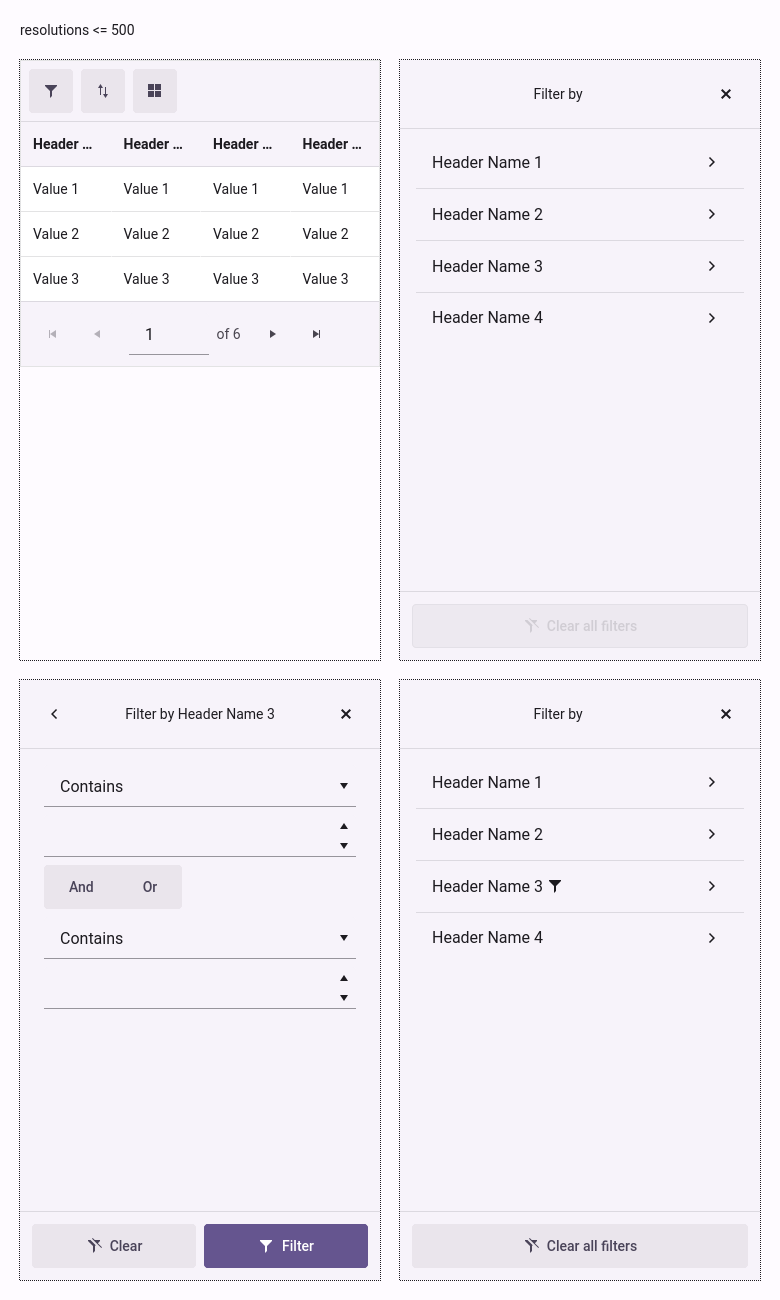 resolutions <= 500
Header ... Header ... Header ... Header ...
Value 1 Value 1 Value 1 Value 1
Value 2 Value 2 Value 2 Value 2
Value 3 Value 3 Value 3 Value 3
1 of 6
Filter by
Header Name 1
Header Name 2
Header Name 3
Header Name 4
Clear all filters
Filter by Header Name 3
Contains
And Or
Contains
Clear Filter
Filter by
Header Name 1
Header Name 2
Header Name 3
Header Name 4
Clear all filters